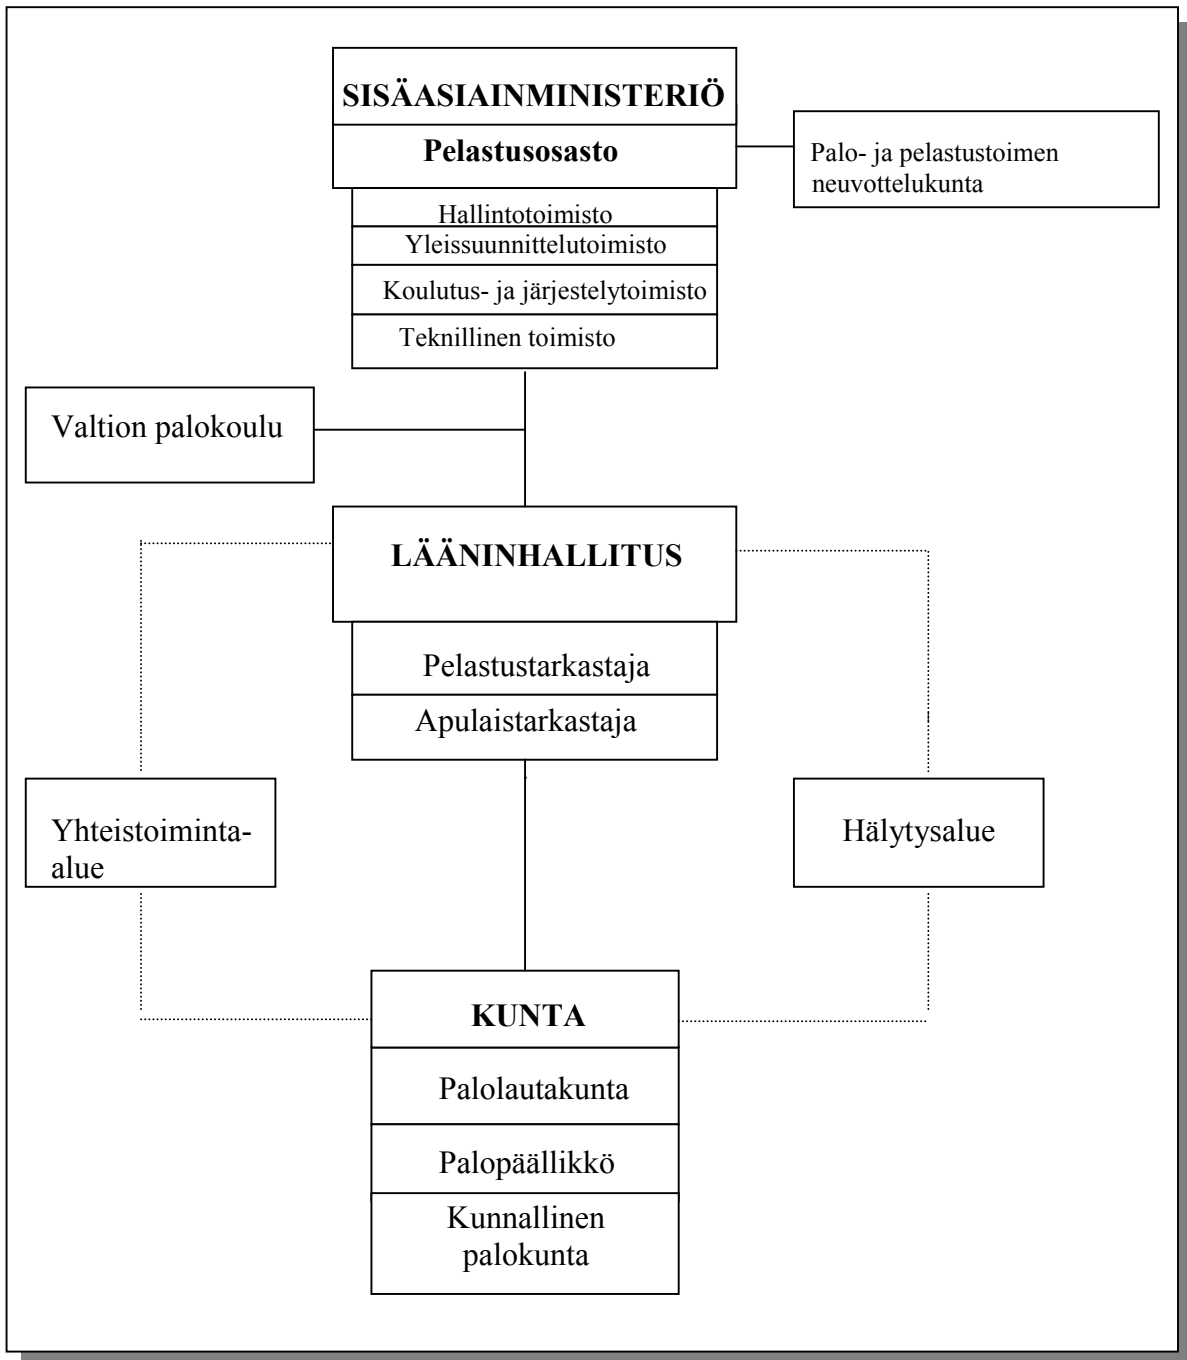 SISÄASIAINMINISTERIÖ
Pelastusosasto
Palo- ja pelastustoimen
neuvottelukunta
Hallintotoimisto
Yleissuunnittelutoimisto
Koulutus- ja järjestelytoimisto
Teknillinen toimisto
Valtion palokoulu
LÄÄNINHALLITUS
Pelastustarkastaja
Apulaistarkastaja
Yhteistoiminta-
alue
Hälytysalue
KUNTA
Palolautakunta
Palopäällikkö
Kunnallinen
palokunta